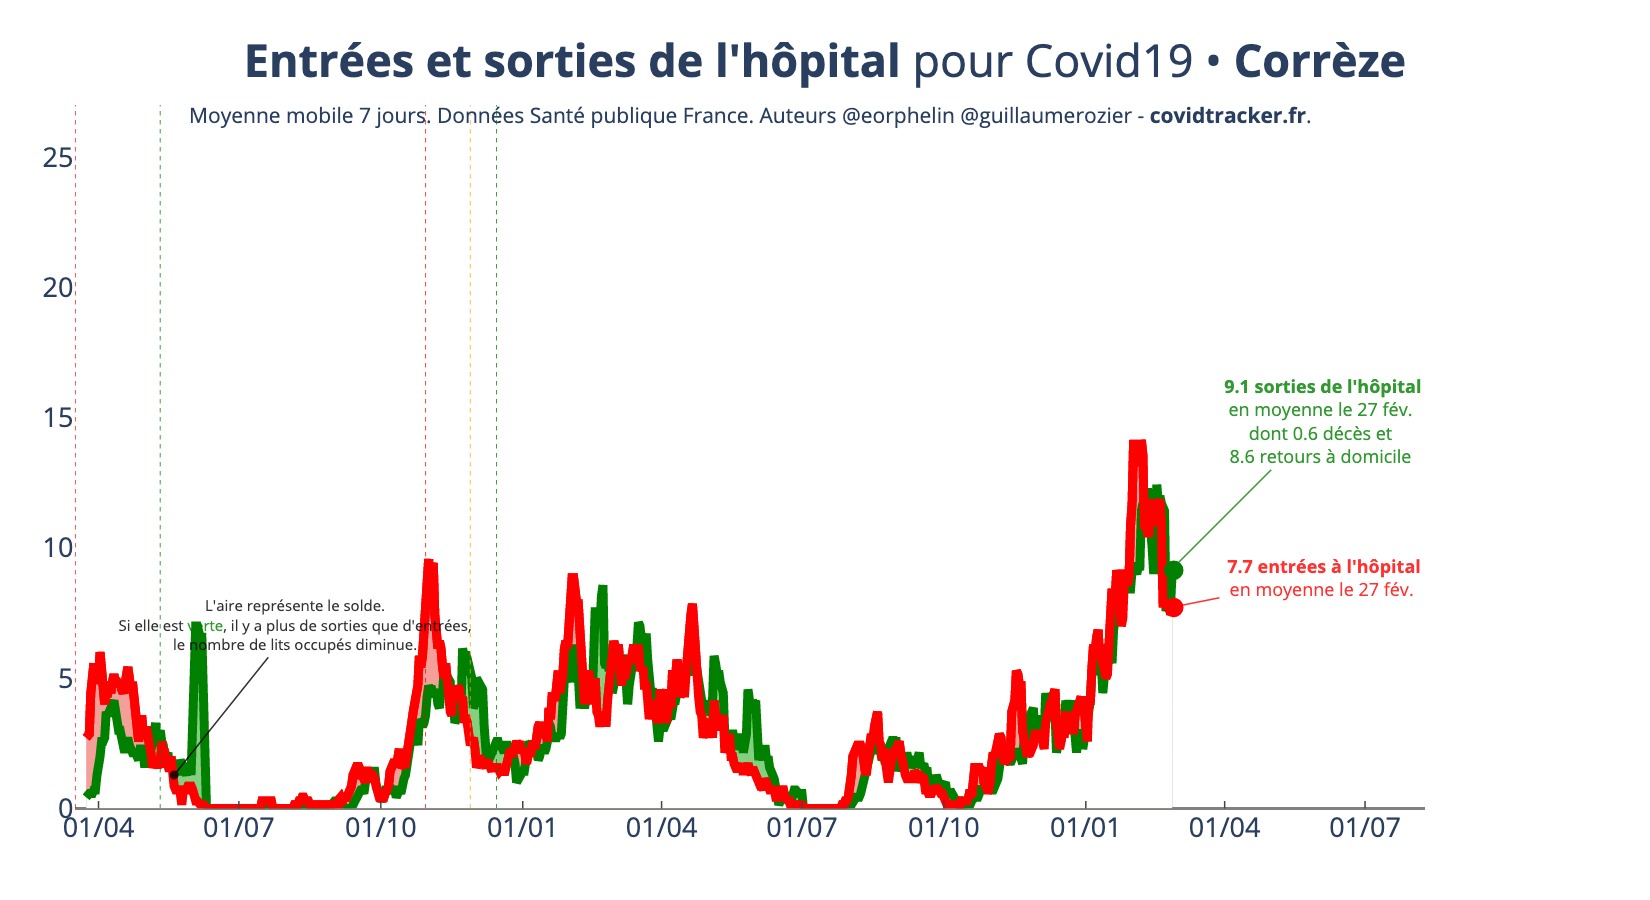 Entrées et sorties de l'hôpital pour Covid19 • Corrèze
Moyenne mobile 7 jours. Données Santé publique France. Auteurs @eorphelin @guillaumerozier - covidtracker.fr.
25
20
15
10
5
0
9.1 sorties de l'hôpital
en moyenne le 27 fév.
dont 0.6 décès et
8.6 retours à domicile
7.7 entrées à l'hôpital
en moyenne le 27 fév.
L'aire représente le solde.
Si elle est verte, il y a plus de sorties que d'entrées,
le nombre de lits occupés diminue.
01/04 01/07 01/10 01/01 01/04 01/07 01/10 01/01 01/04 01/07